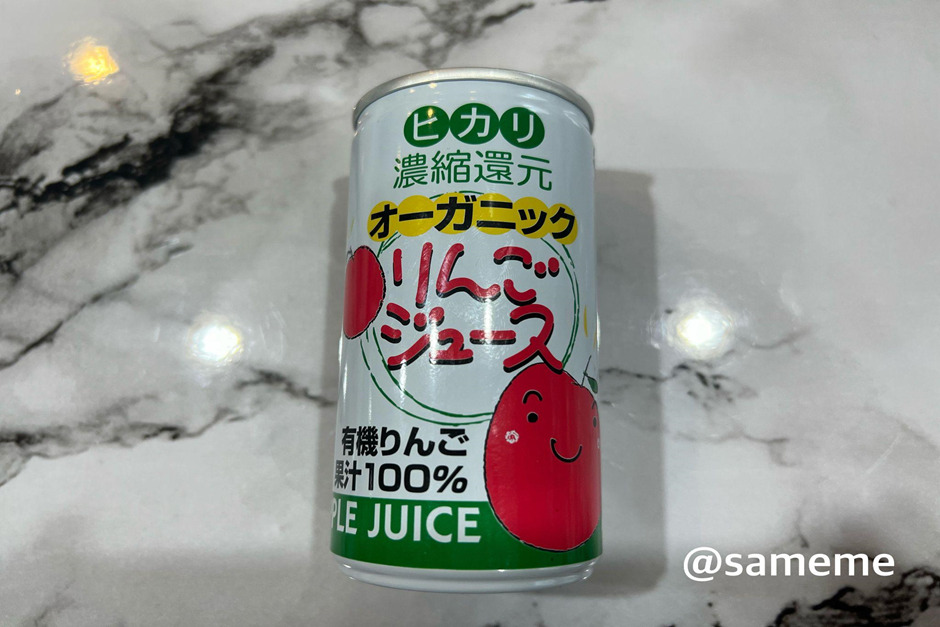 ヒカリ
濃縮還元
オーガニック
りんご
ジュース
有機りんご
果汁100%
PLE JUICE
@sameme